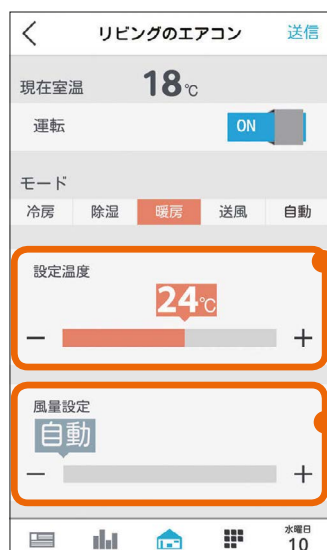 リビングのエアコン 送信
現在室温 18℃
運転 ON
モード
冷房 除湿 暖房 送風 自動
設定温度
24℃
− +
風量設定
自動
− +
水曜日
10